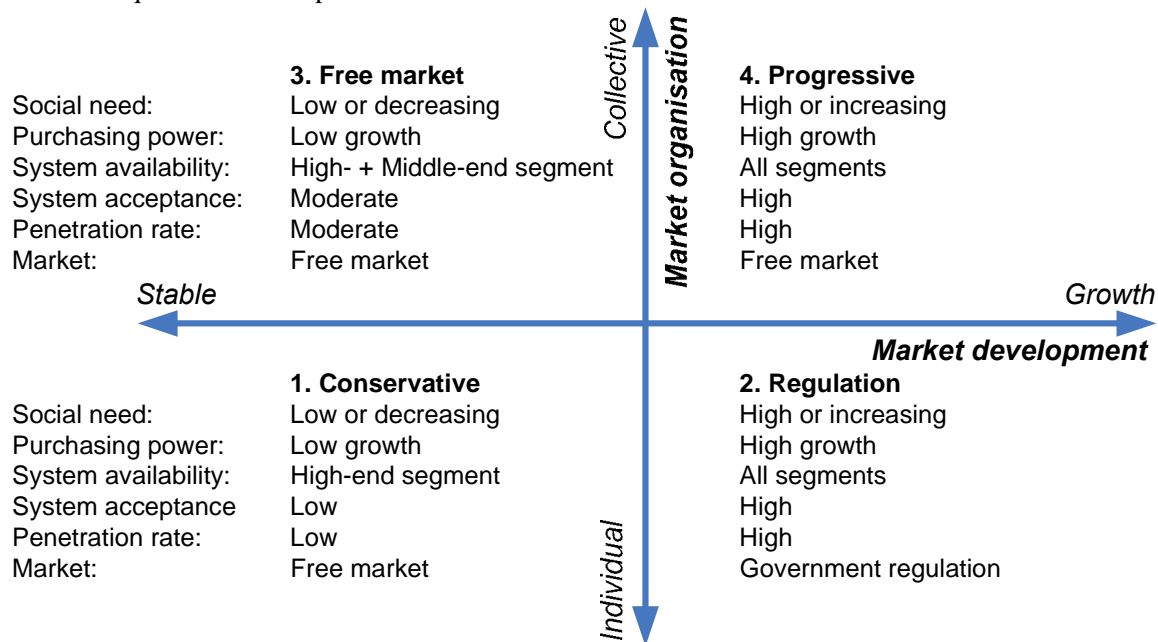 3. Free market
Social need: Low or decreasing
Purchasing power: Low growth
System availability: High- + Middle-end segment
System acceptance: Moderate
Penetration rate: Moderate
Market: Free market
Collective
Market organisation
4. Progressive
High or increasing
High growth
All segments
High
High
Free market
Stable
Growth
Market development
1. Conservative
Social need: Low or decreasing
Purchasing power: Low growth
System availability: High-end segment
System acceptance Low
Penetration rate: Low
Market: Free market
Individual
2. Regulation
High or increasing
High growth
All segments
High
High
Government regulation